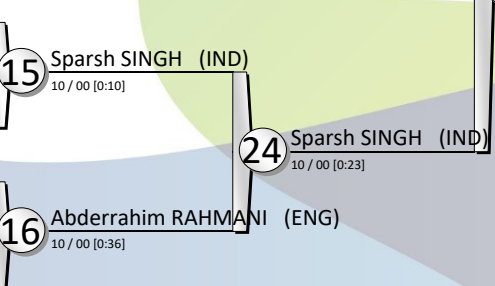 15 Sparsh SINGH (IND)
10 / 00 [0:10]
24 Sparsh SINGH (IND)
10 / 00 [0:23]
16 Abderrahim RAHMANI (ENG)
10 / 00 [0:36]